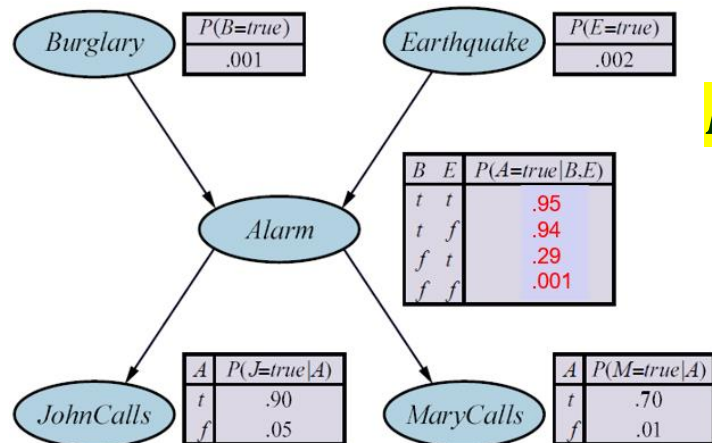 Burglary
P(B=true)
.001
Earthquake
P(E=true)
.002
B E P(A=true|B,E)
t t .95
t f .94
f t .29
f f .001
Alarm
JohnCalls
A P(J=true|A)
t .90
f .05
MaryCalls
A P(M=true|A)
t .70
f .01